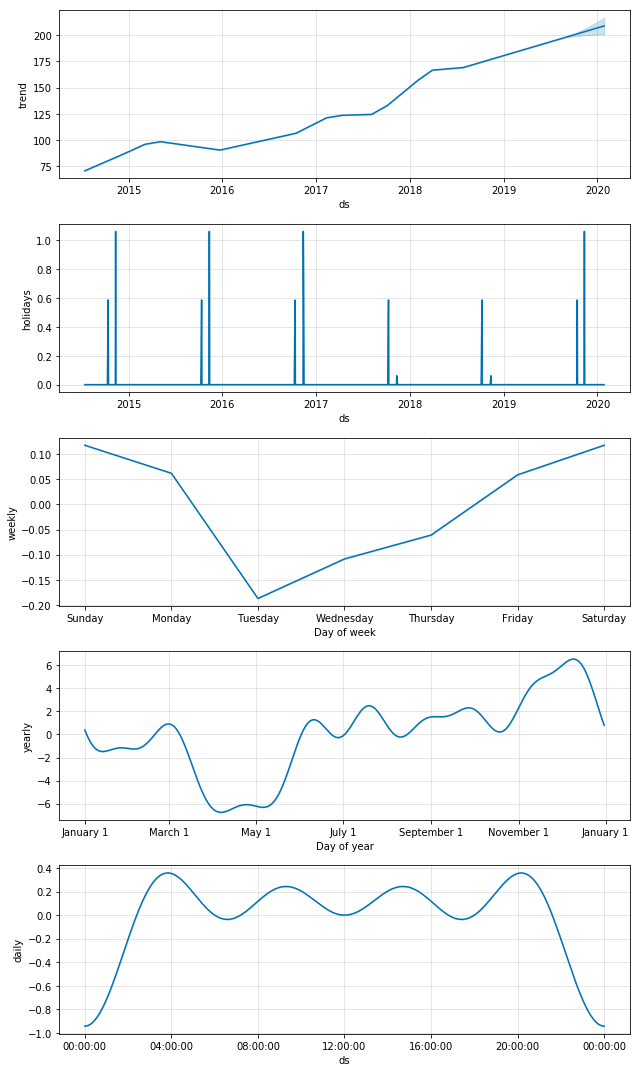 200
175
150
125
100
75
trend
2015 2016 2017 2018 2019 2020
ds
1.0
0.8
0.6
0.4
0.2
0.0
holidays
2015 2016 2017 2018 2019 2020
ds
0.10
0.05
0.00
−0.05
−0.10
−0.15
−0.20
weekly
Sunday Monday Tuesday Wednesday Thursday Friday Saturday
Day of week
6
4
2
0
−2
−4
−6
yearly
January 1 March 1 May 1 July 1 September 1 November 1 January 1
Day of year
0.4
0.2
0.0
−0.2
−0.4
−0.6
−0.8
−1.0
daily
00:00:00 04:00:00 08:00:00 12:00:00 16:00:00 20:00:00 00:00:00
ds